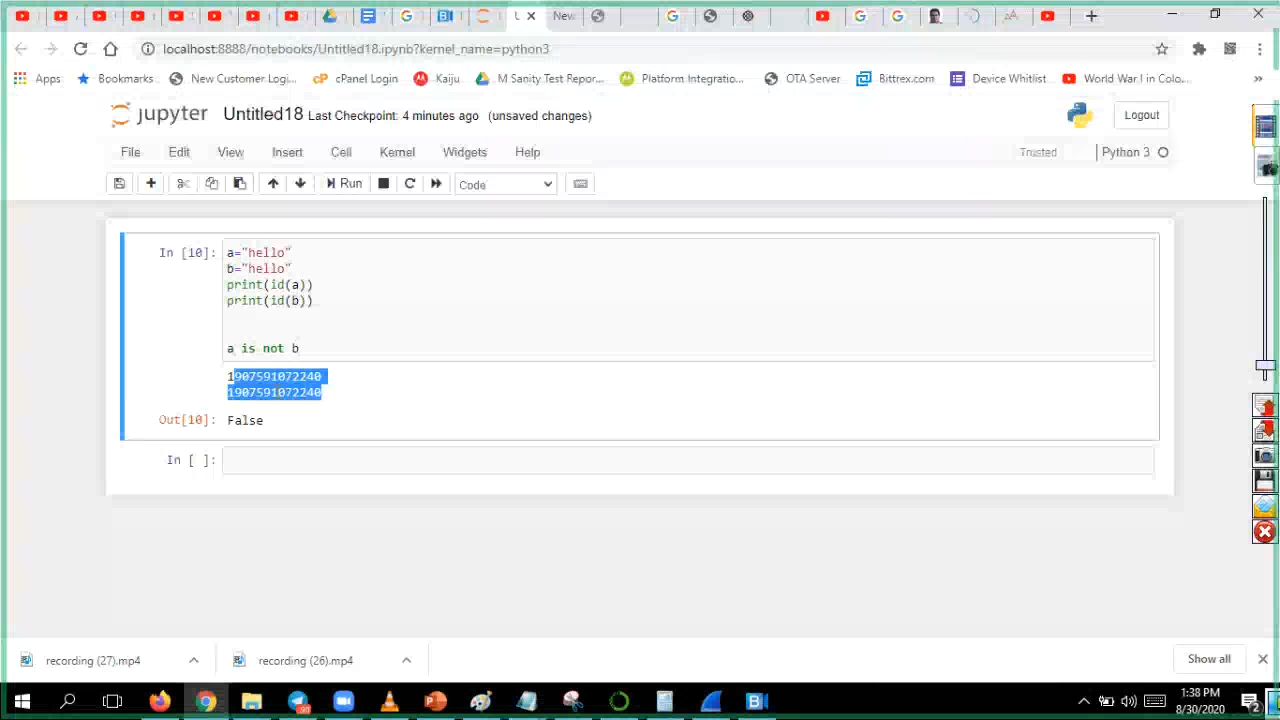 L
New
localhost:8888/notebooks/Untitled18.ipynb?kernel_name=python3
Apps Bookmarks New Customer Logi... cP cPanel Login Kaiju M Sanity Test Repor... Platform Integratio... OTA Server Bittrex.com Device Whitlist World War I in Colo... »
jupyter Untitled18 Last Checkpoint: 4 minutes ago (unsaved changes) Logout
File Edit View Insert Cell Kernel Widgets Help Trusted Python 3
Run Code
In [10]: a="hello"
b="hello"
print(id(a))
print(id(b))
a is not b
1907591072240
1907591072240
Out[10]: False
In [ ]:
recording (27).mp4 recording (26).mp4 Show all
1:38 PM
8/30/2020
2